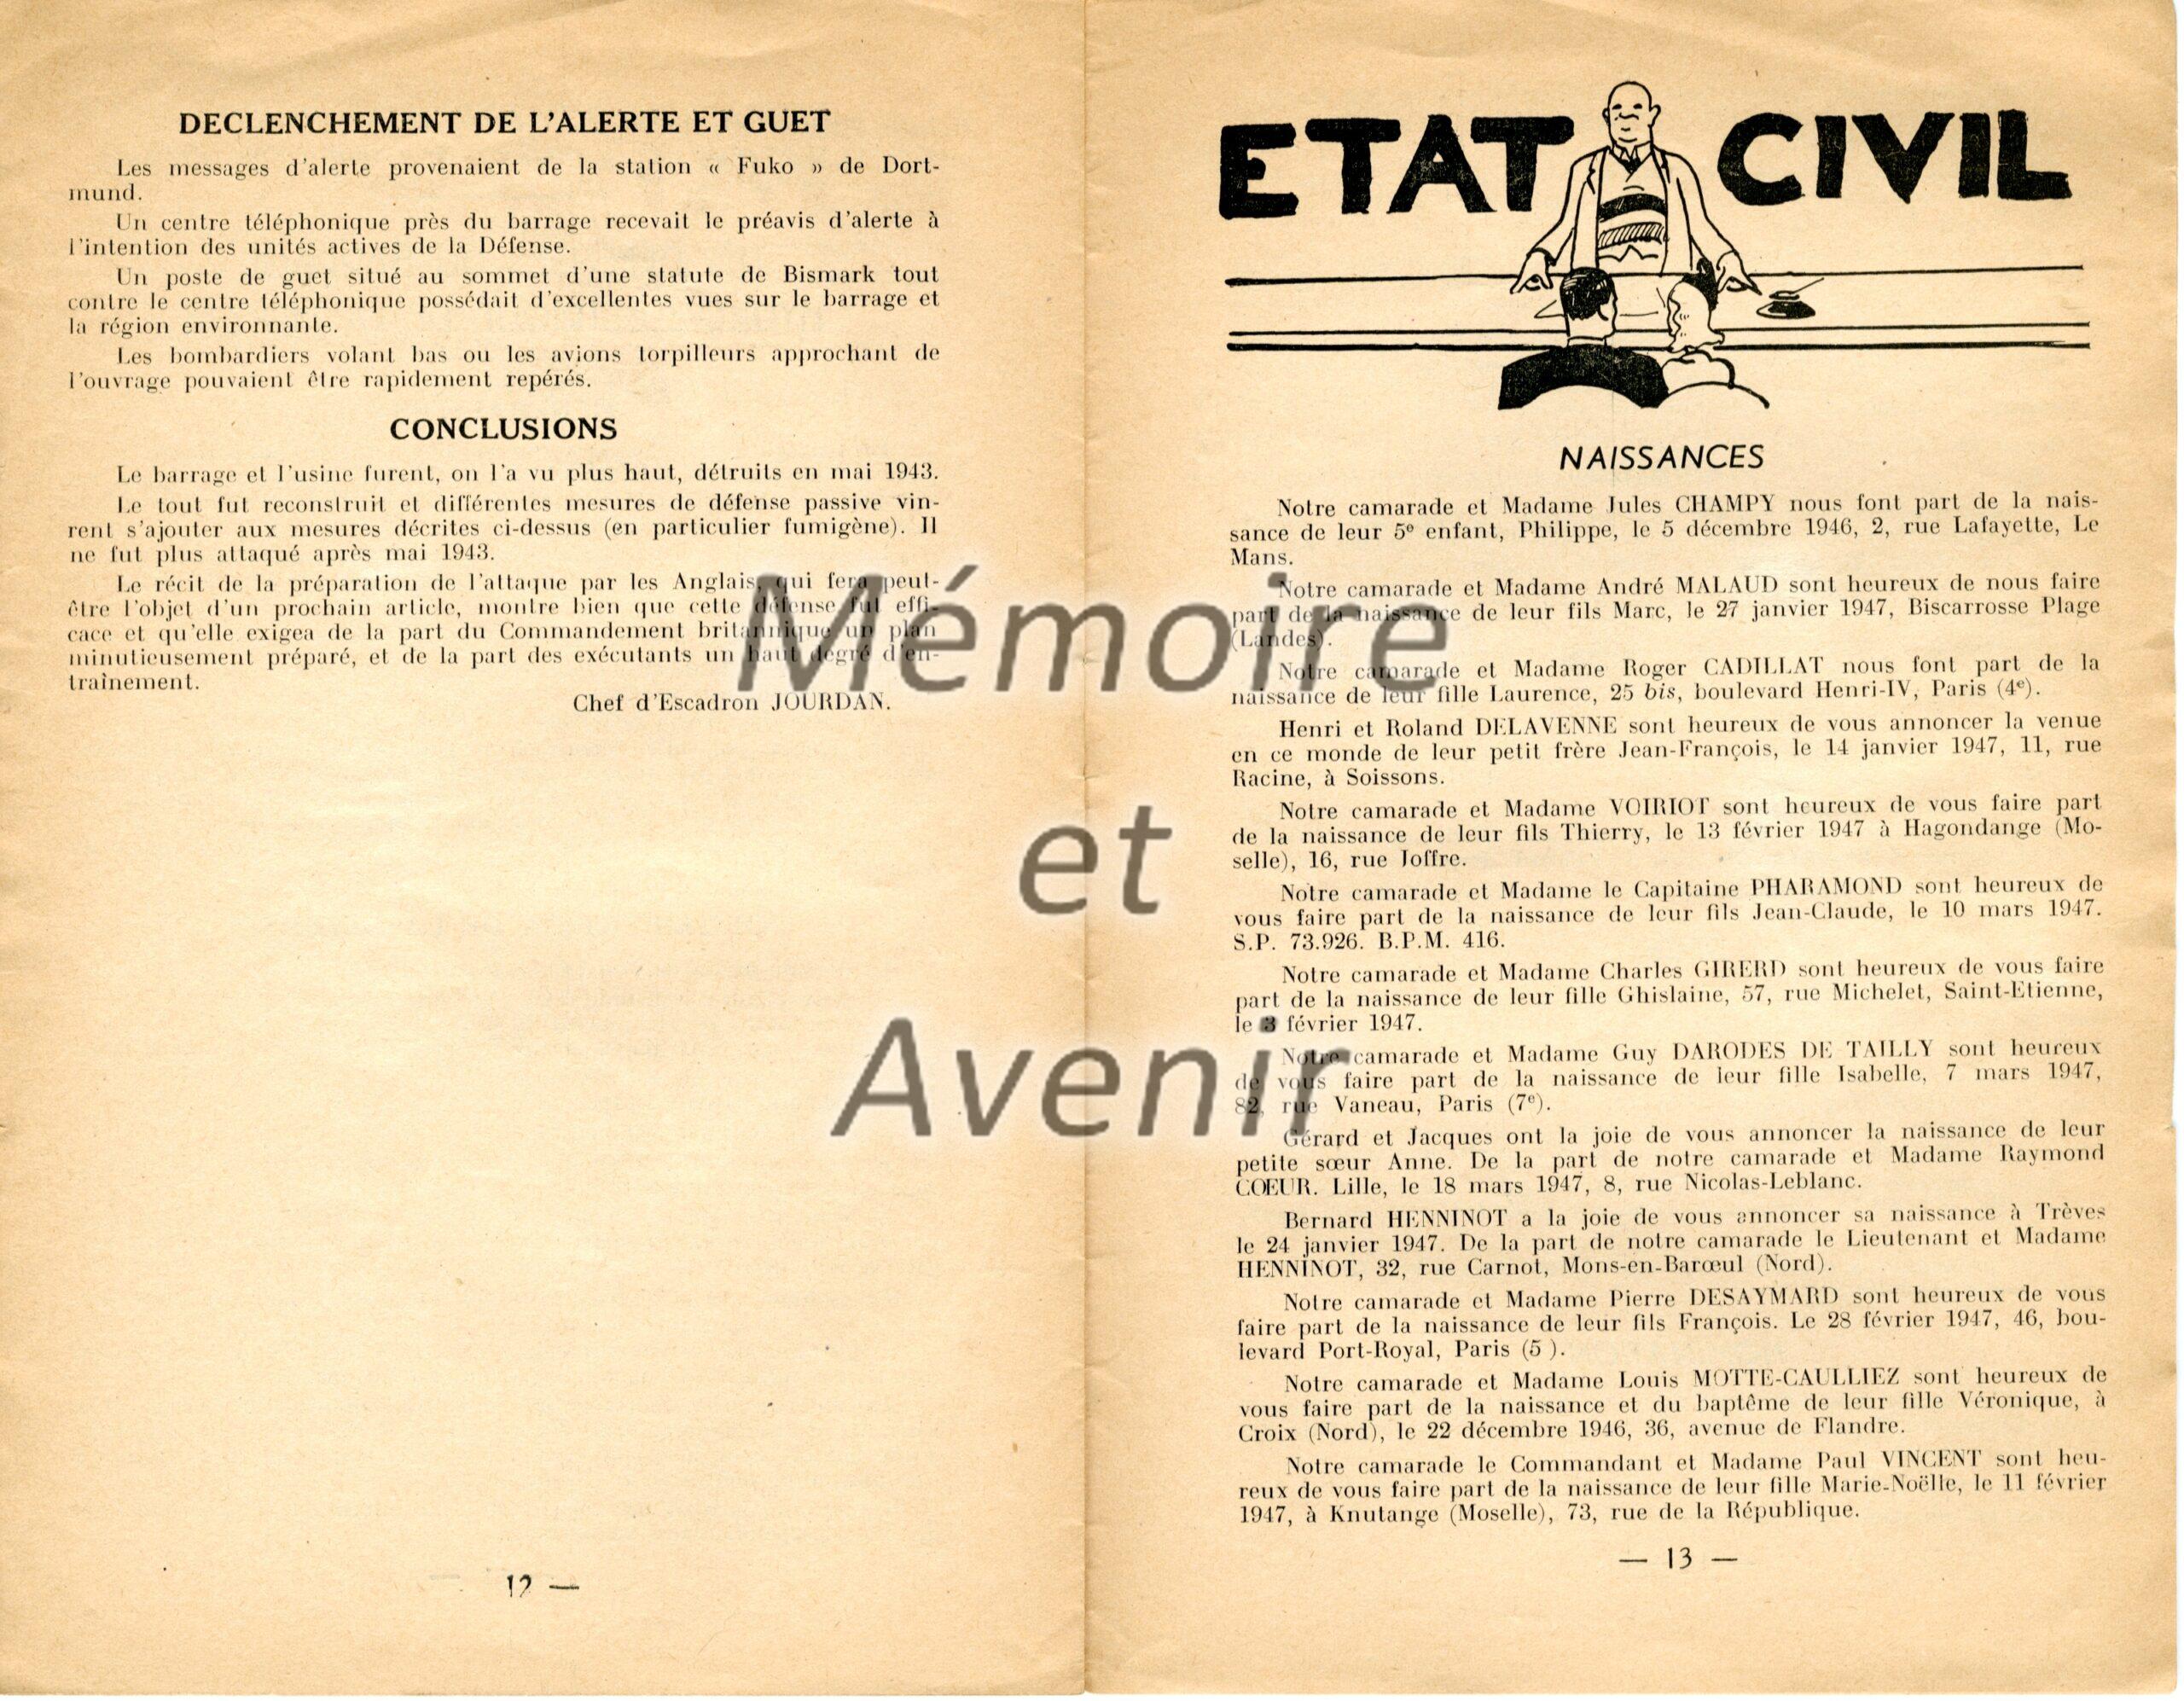 DECLENCHEMENT DE L'ALERTE ET GUET
Les messages d'alerte provenaient de la station « Fuko » de Dort-
mund.
Un centre téléphonique près du barrage recevait le préavis d'alerte à
l'intention des unités actives de la Défense.
Un poste de guet situé au sommet d'une statute de Bismark tout
contre le centre téléphonique possédait d'excellentes vues sur le barrage et
la région environnante.
Les bombardiers volant bas ou les avions torpilleurs approchant de
l'ouvrage pouvaient être rapidement repérés.
CONCLUSIONS
Le barrage et l'usine furent, on l'a vu plus haut, détruits en mai 1943.
Le tout fut reconstruit et différentes mesures de défense passive vin-
rent s'ajouter aux mesures décrites ci-dessus (en particulier fumigène). Il
ne fut plus attaqué après mai 1943.
Le récit de la préparation de l'attaque par les Anglais, qui fera peut-
être l'objet d'un prochain article, montre bien que cette défense fut effi-
cace et qu'elle exigea de la part du Commandement britannique un plan
minutieusement préparé, et de la part des exécutants un haut degré d'en-
traînement.
Chef d'Escadron JOURDAN.
12 —
ETAT CIVIL
NAISSANCES
Notre camarade et Madame Jules CHAMPY nous font part de la nais-
sance de leur 5e enfant, Philippe, le 5 décembre 1946, 2, rue Lafayette, Le
Mans.
Notre camarade et Madame André MALAUD sont heureux de nous faire
part de la naissance de leur fils Marc, le 27 janvier 1947, Biscarrosse Plage
(Landes).
Notre camarade et Madame Roger CADILLAT nous font part de la
naissance de leur fille Laurence, 25 bis, boulevard Henri-IV, Paris (4e).
Henri et Roland DELAVENNE sont heureux de vous annoncer la venue
en ce monde de leur petit frère Jean-François, le 14 janvier 1947, 11, rue
Racine, à Soissons.
Notre camarade et Madame VOIRIOT sont heureux de vous faire part
de la naissance de leur fils Thierry, le 13 février 1947 à Hagondange (Mo-
selle), 16, rue Joffre.
Notre camarade et Madame le Capitaine PHARAMOND sont heureux de
vous faire part de la naissance de leur fils Jean-Claude, le 10 mars 1947.
S.P. 73.926. B.P.M. 416.
Notre camarade et Madame Charles GIRERD sont heureux de vous faire
part de la naissance de leur fille Ghislaine, 57, rue Michelet, Saint-Etienne,
le 3 février 1947.
Notre camarade et Madame Guy DARODES DE TAILLY sont heureux
de vous faire part de la naissance de leur fille Isabelle, 7 mars 1947,
82, rue Vaneau, Paris (7e).
Gérard et Jacques ont la joie de vous annoncer la naissance de leur
petite sœur Anne. De la part de notre camarade et Madame Raymond
COEUR. Lille, le 18 mars 1947, 8, rue Nicolas-Leblanc.
Bernard HENNINOT a la joie de vous annoncer sa naissance à Trèves
le 24 janvier 1947. De la part de notre camarade le Lieutenant et Madame
HENNINOT, 32, rue Carnot, Mons-en-Barœul (Nord).
Notre camarade et Madame Pierre DESAYMARD sont heureux de vous
faire part de la naissance de leur fils François. Le 28 février 1947, 46, bou-
levard Port-Royal, Paris (5 ).
Notre camarade et Madame Louis MOTTE-CAULLIEZ sont heureux de
vous faire part de la naissance et du baptême de leur fille Véronique, à
Croix (Nord), le 22 décembre 1946, 36, avenue de Flandre.
Notre camarade le Commandant et Madame Paul VINCENT sont heu-
reux de vous faire part de la naissance de leur fille Marie-Noëlle, le 11 février
1947, à Knutange (Moselle), 73, rue de la République.
— 13 —
Mémoire
et
Avenir